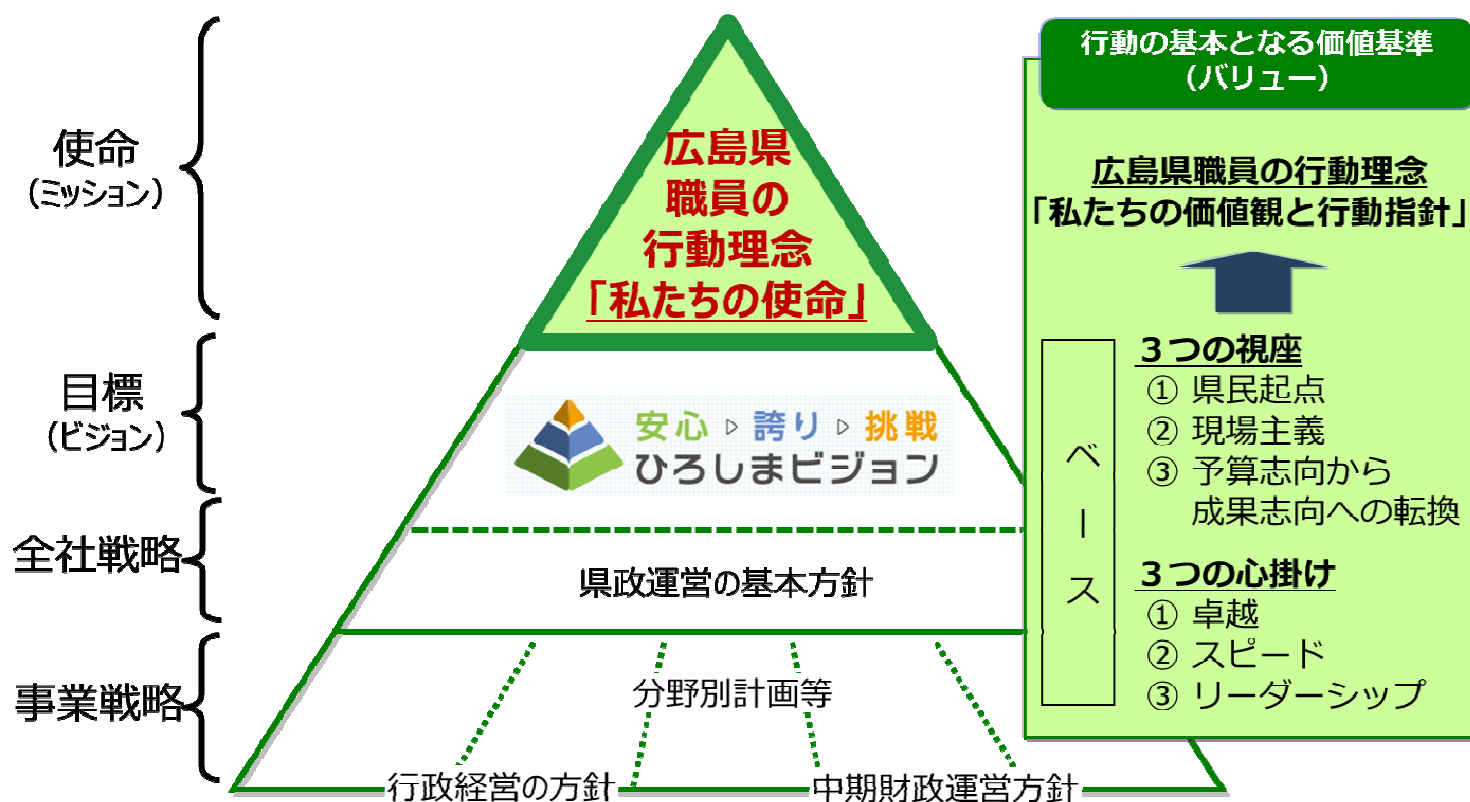 使命
(ミッション)
目標
(ビジョン)
全社戦略
事業戦略
広島県
職員の
行動理念
「私たちの使命」
安心 ▷ 誇り ▷ 挑戦
ひろしまビジョン
県政運営の基本方針
分野別計画等
行政経営の方針
中期財政運営方針
行動の基本となる価値基準
(バリュー)
広島県職員の行動理念
「私たちの価値観と行動指針」
ベース
3つの視座
① 県民起点
② 現場主義
③ 予算志向から
成果志向への転換
3つの心掛け
① 卓越
② スピード
③ リーダーシップ